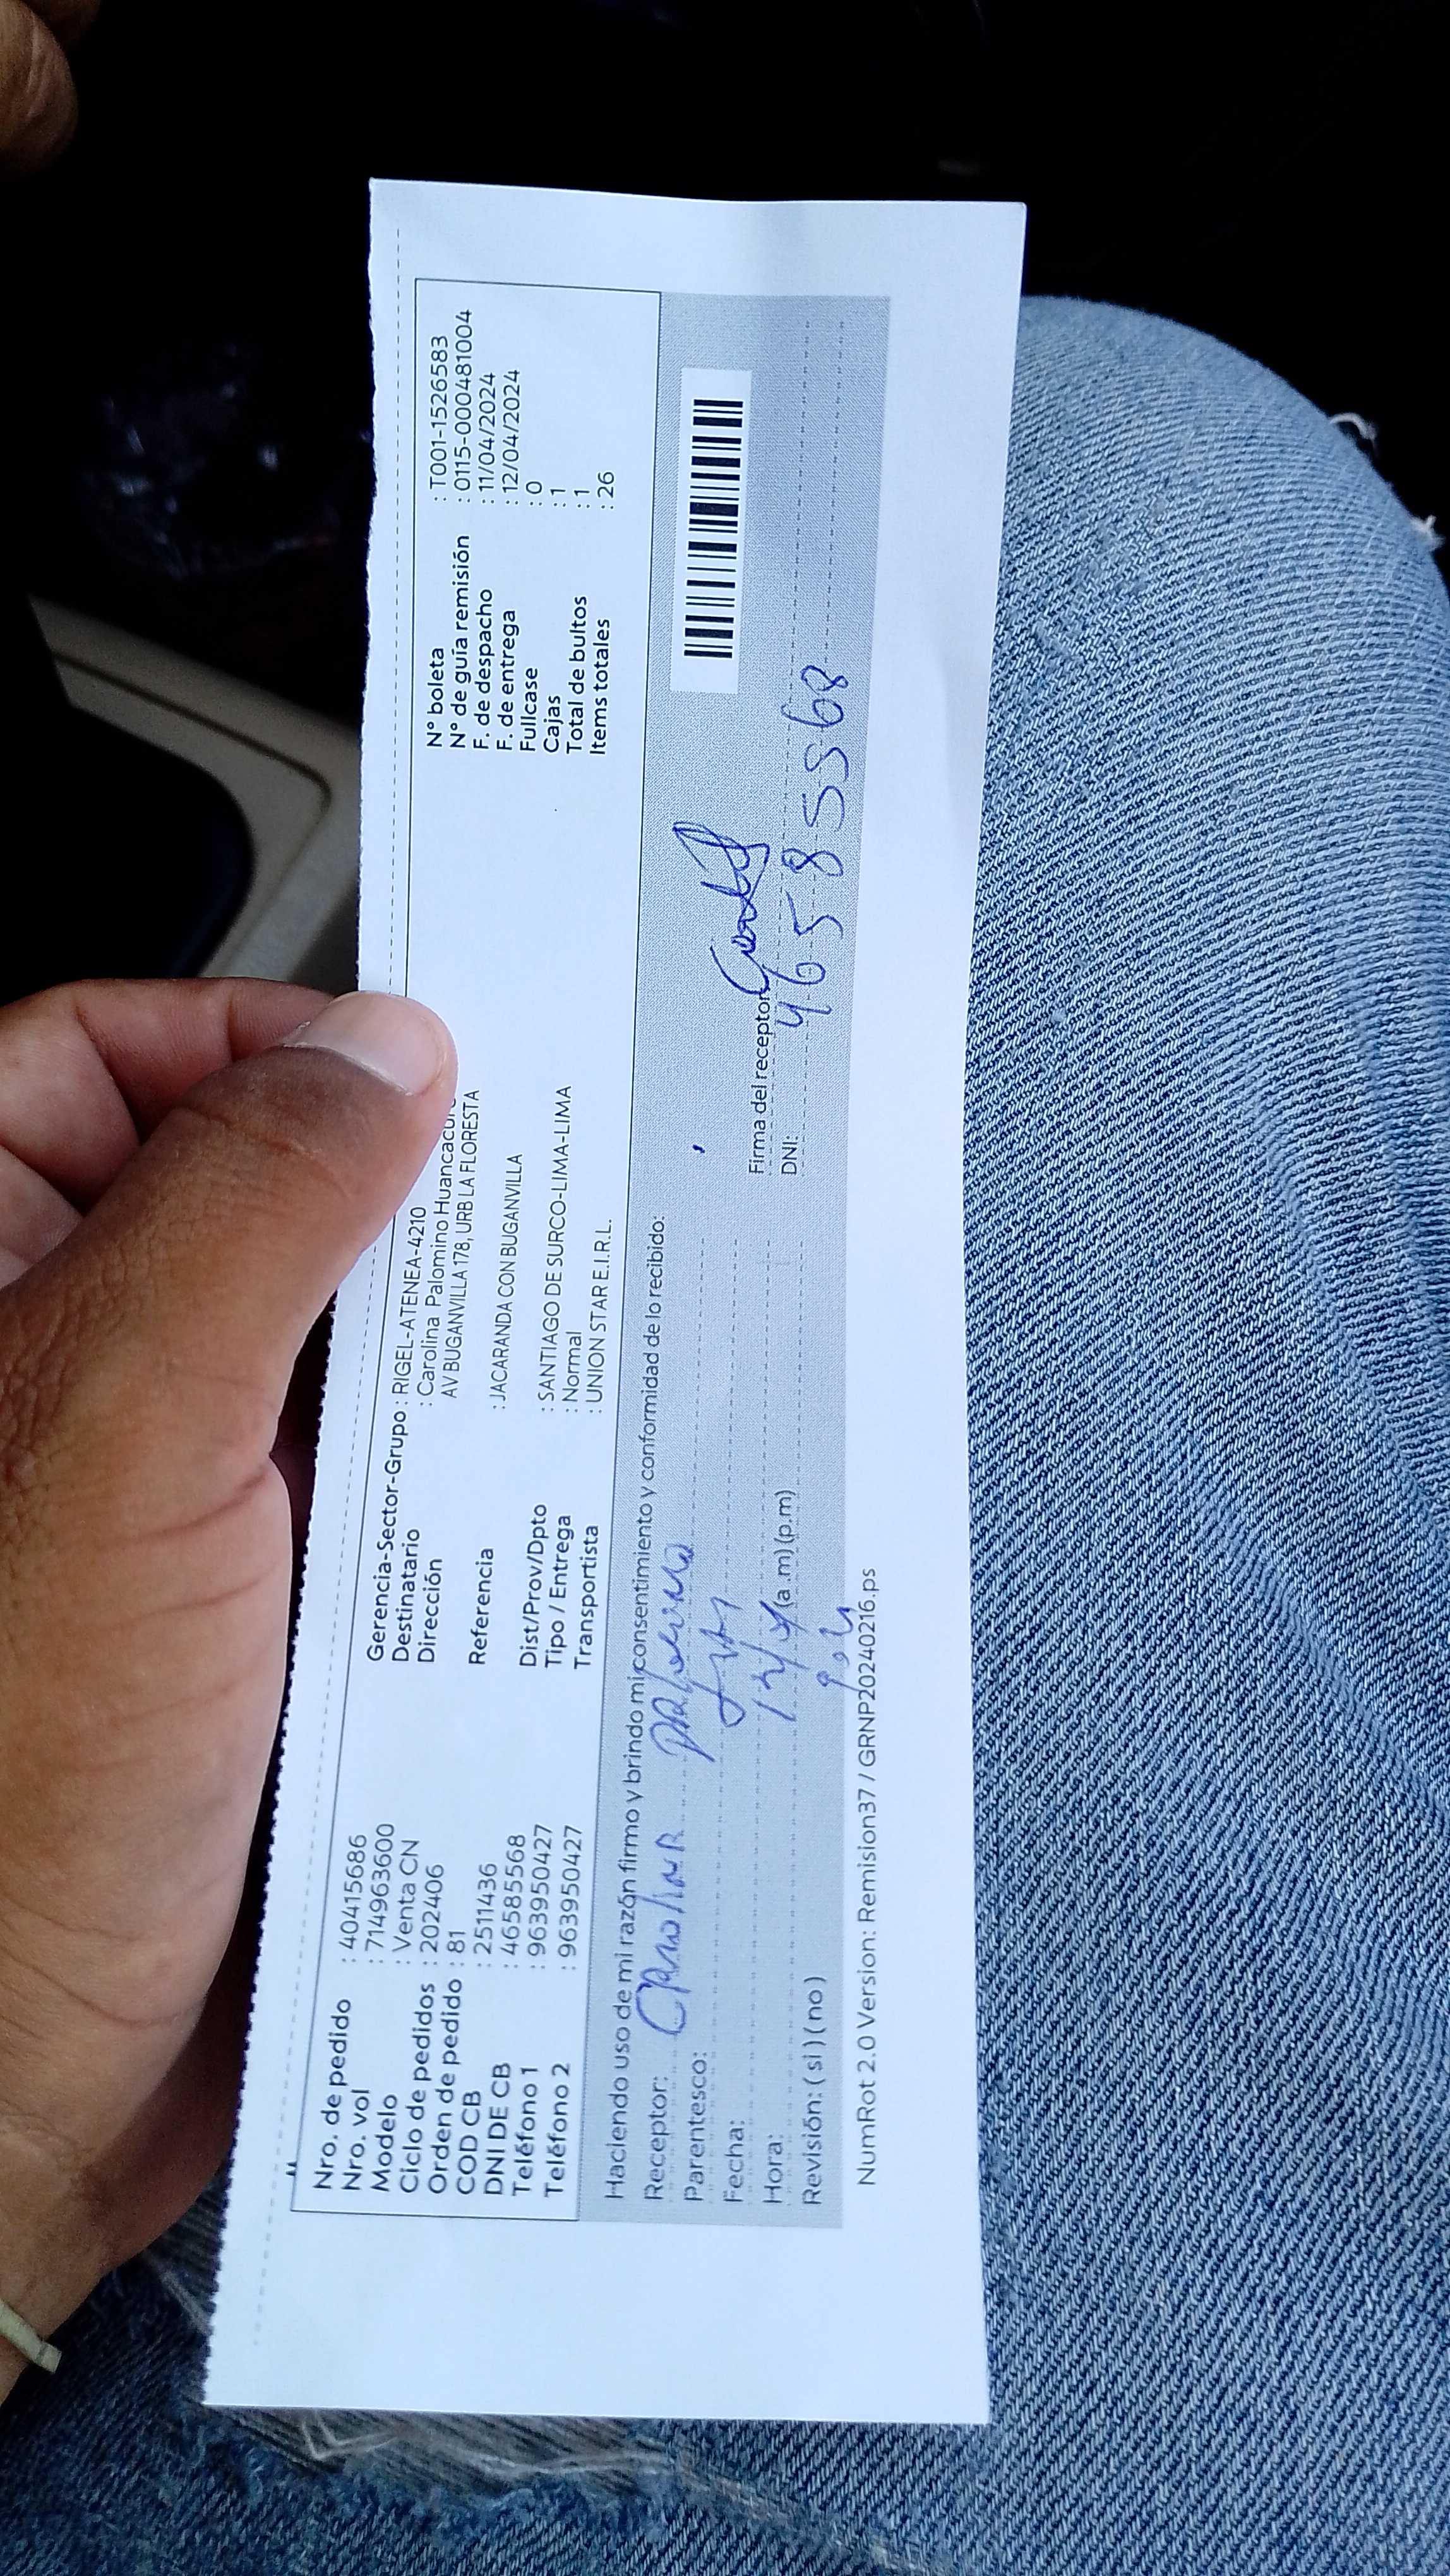 Nro. de pedido : 40415686
Nro. vol : 714963600
Modelo : Venta CN
Ciclo de pedidos : 202406
Orden de pedido : 81
COD CB : 2511436
DNI DE CB : 46585568
Teléfono 1 : 963950427
Teléfono 2 : 963950427
Gerencia-Sector-Grupo : RIGEL-ATENEA-4210
Destinatario : Carolina Palomino
Dirección AV BUGANVILLA 178, URB LA FLORESTA
Referencia : JACARANDA CON BUGANVILLA
Dist/Prov/Dpto : SANTIAGO DE SURCO-LIMA-LIMA
Tipo / Entrega : Normal
Transportista : UNION STAR E.I.R.L.
N° boleta : T001-1526583
N° de guía remisión : 0115-000481004
F. de despacho : 11/04/2024
F. de entrega : 12/04/2024
Fullcase : 0
Cajas : 1
Total de bultos : 1
Items totales : 26
Haciendo uso de mi razón firmo y brindo mi consentimiento y conformidad de lo recibido:
Receptor: Carolina Palomino
Parentesco:
Fecha: 12/4
Hora: (a.m) (p.m)
Revisión: ( si ) ( no )
Firma del receptor
DNI: 46585568
NumRot 2.0 Version: Remision37 / GRNP20240216.ps